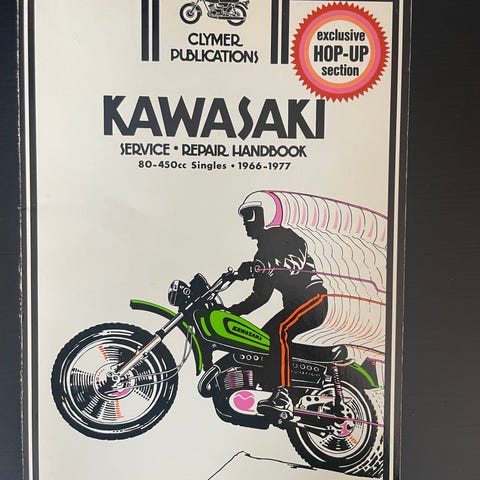 CLYMER
PUBLICATIONS
exclusive
HOP-UP
section
KAWASAKI
SERVICE • REPAIR HANDBOOK
80-450cc Singles • 1966-1977
KAWASAKI